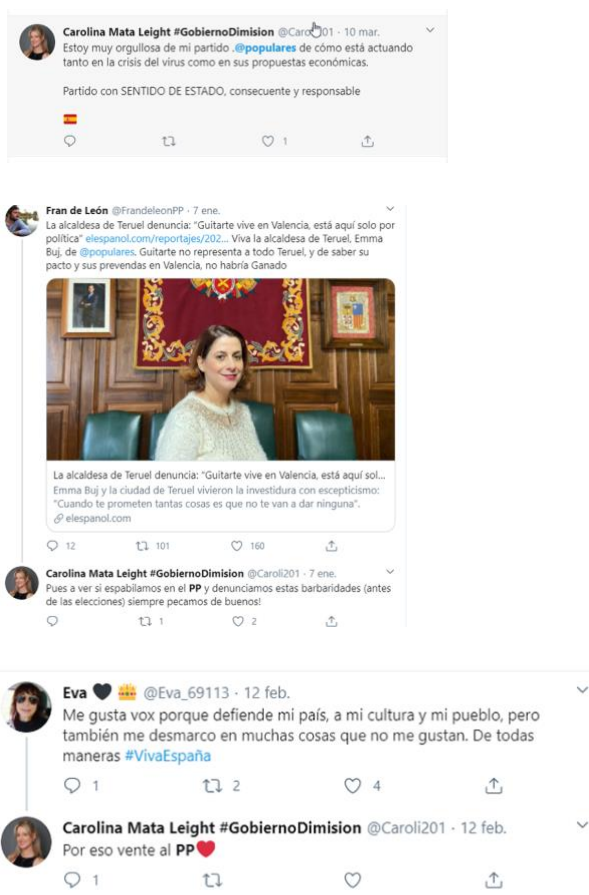 Carolina Mata Leight #GobiernoDimision @Caroli201 · 10 mar.
Estoy muy orgullosa de mi partido .@populares de cómo está actuando
tanto en la crisis del virus como en sus propuestas económicas.
Partido con SENTIDO DE ESTADO, consecuente y responsable
1
Fran de León @FrandeleonPP · 7 ene.
La alcaldesa de Teruel denuncia: "Guitarte vive en Valencia, está aquí solo por
política" elespanol.com/reportajes/202... Viva la alcaldesa de Teruel, Emma
Buj, de @populares. Guitarte no representa a todo Teruel, y de saber su
pacto y sus prevendas en Valencia, no habría Ganado
La alcaldesa de Teruel denuncia: "Guitarte vive en Valencia, está aquí sol...
Emma Buj y la ciudad de Teruel vivieron la investidura con escepticismo:
"Cuando te prometen tantas cosas es que no te van a dar ninguna".
elespanol.com
12 101 160
Carolina Mata Leight #GobiernoDimision @Caroli201 · 7 ene.
Pues a ver si espabilamos en el PP y denunciamos estas barbaridades (antes
de las elecciones) siempre pecamos de buenos!
1 2
Eva 🖤 👑 @Eva_69113 · 12 feb.
Me gusta vox porque defiende mi país, a mi cultura y mi pueblo, pero
también me desmarco en muchas cosas que no me gustan. De todas
maneras #VivaEspaña
1 2 4
Carolina Mata Leight #GobiernoDimision @Caroli201 · 12 feb.
Por eso vente al PP❤️
1